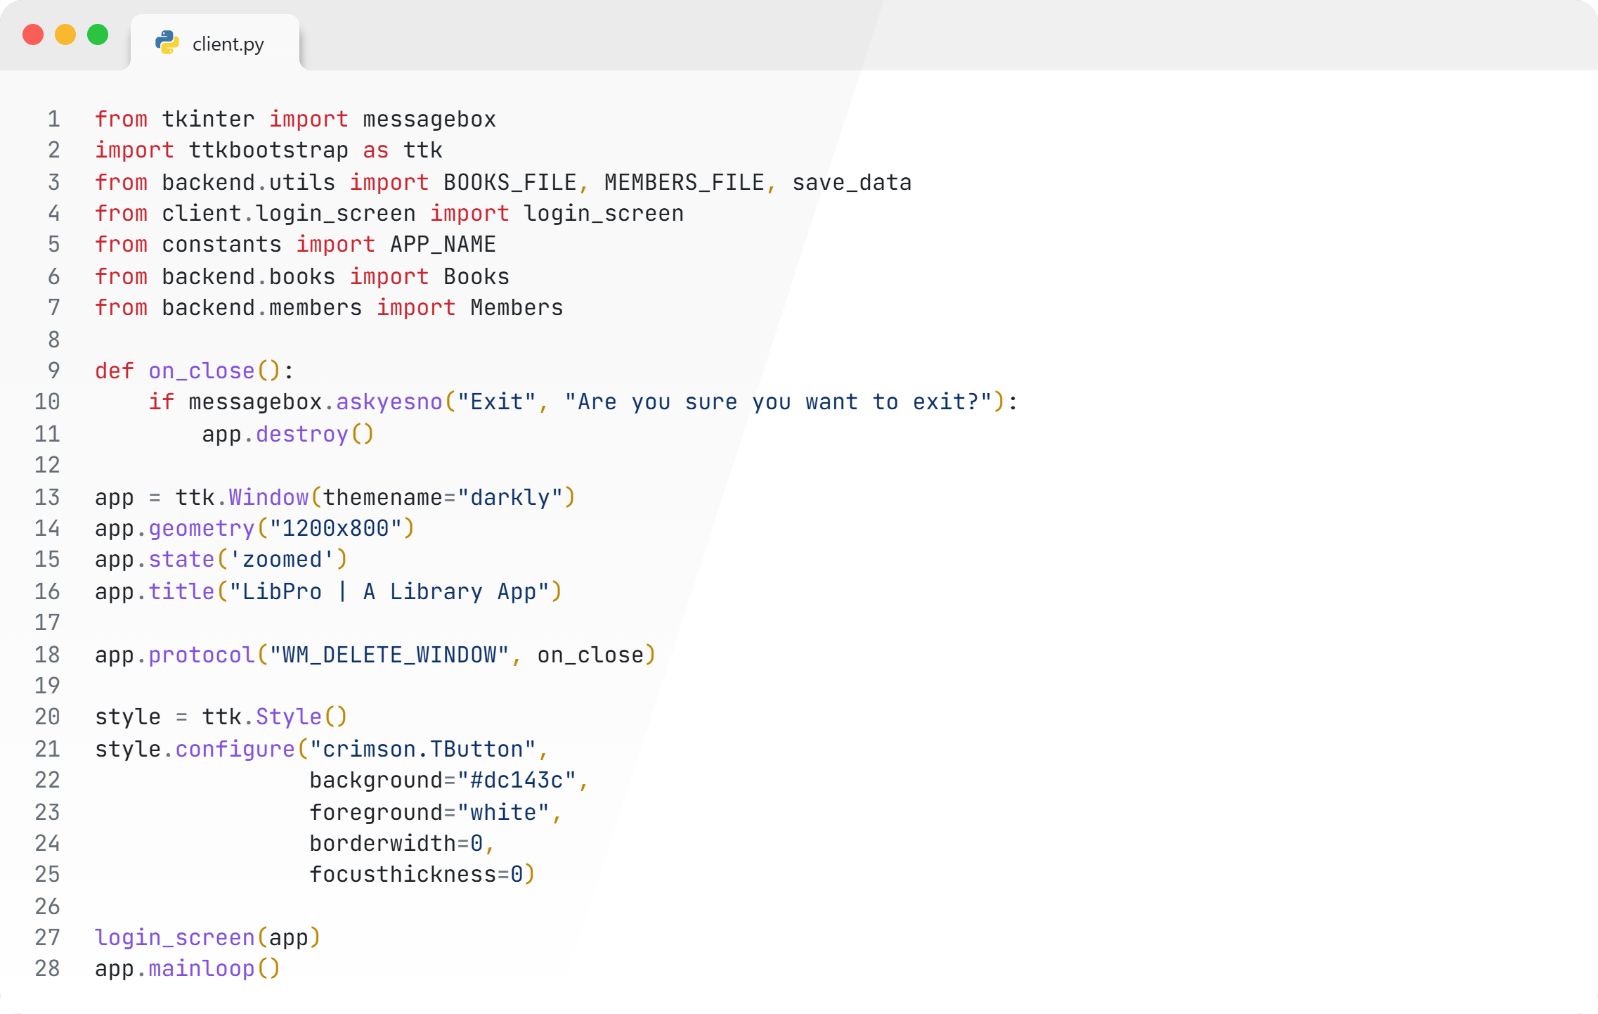 client.py
1 from tkinter import messagebox
2 import ttkbootstrap as ttk
3 from backend.utils import BOOKS_FILE, MEMBERS_FILE, save_data
4 from client.login_screen import login_screen
5 from constants import APP_NAME
6 from backend.books import Books
7 from backend.members import Members
8
9 def on_close():
10     if messagebox.askyesno("Exit", "Are you sure you want to exit?"):
11         app.destroy()
12
13 app = ttk.Window(themename="darkly")
14 app.geometry("1200x800")
15 app.state('zoomed')
16 app.title("LibPro | A Library App")
17
18 app.protocol("WM_DELETE_WINDOW", on_close)
19
20 style = ttk.Style()
21 style.configure("crimson.TButton",
22                 background="#dc143c",
23                 foreground="white",
24                 borderwidth=0,
25                 focusthickness=0)
26
27 login_screen(app)
28 app.mainloop()